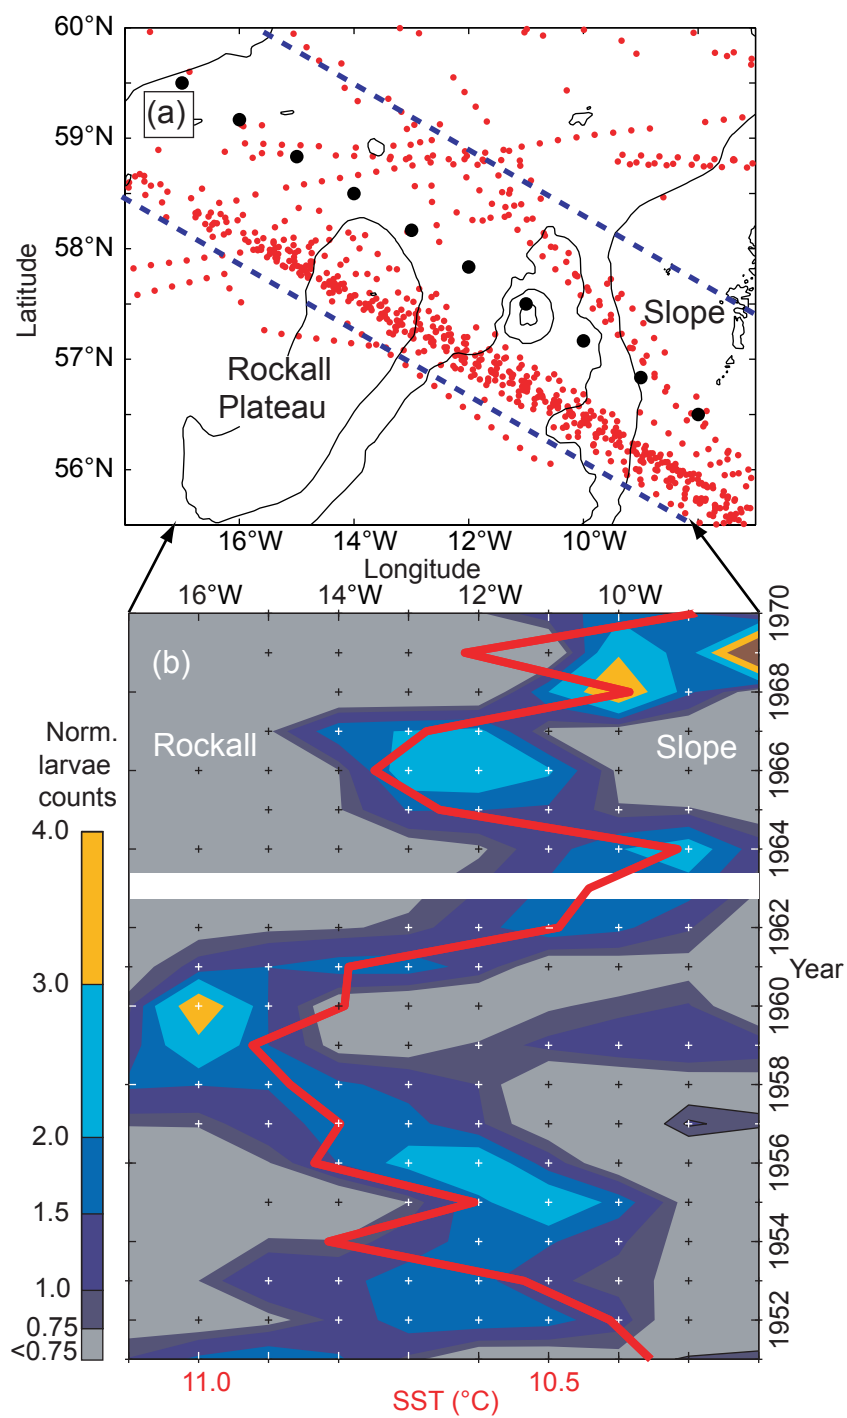 60°N
(a)
59°N
58°N
Latitude
Slope
57°N
Rockall
Plateau
56°N
16°W 14°W 12°W 10°W
Longitude
16°W 14°W 12°W 10°W
1970
(b)
1968
Norm.
larvae
counts
Rockall
Slope
1966
4.0
1964
1962
Year
3.0
1960
1958
2.0
1956
1.5
1954
1.0
0.75
1952
<0.75
11.0
10.5
SST (°C)